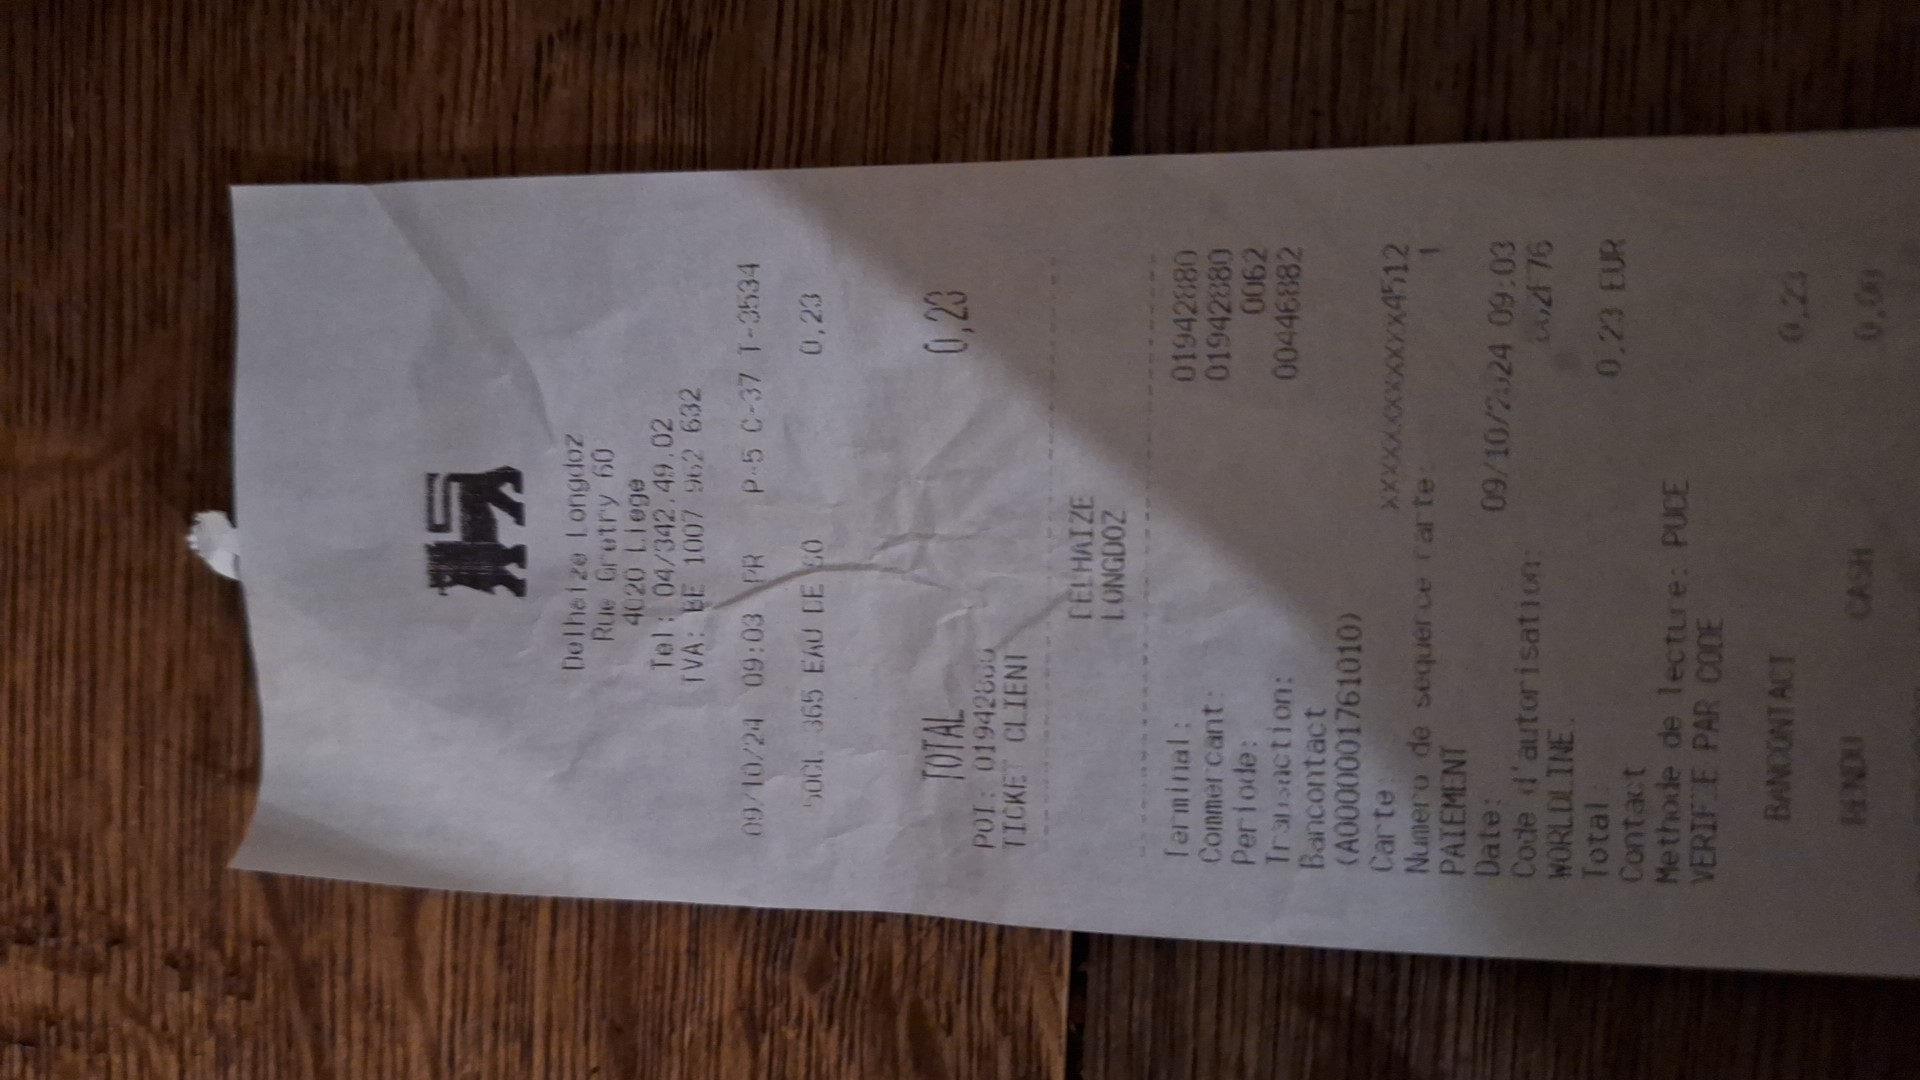 Delhaize Longdoz
Rue Gretry 60
4020 Liege
Tel: 04/342.49.02
TVA: BE 1007 962 632
09/10/24 09:03 PR P-5 C-37 T-3534
50CL 365 EAU DE SO 0,23
TOTAL 0,23
POI: 01942880
TICKET CLIENT
DELHAIZE
LONGDOZ
Terminal: 01942880
Commercant: 01942880
Periode: 0062
Transaction: 00446882
Bancontact
(A0000001761010)
Carte: xxxxxxxxxxxxx4512
Numero de sequence carte: 1
PAIEMENT
Date: 09/10/2024 09:03
Code d'autorisation:
WORLDLINE.
Total: 0.23 EUR
Contact
Methode de lecture: PUCE
VERIFIE PAR CODE
BANCONTACT 0,23
RENDU CASH 0,00